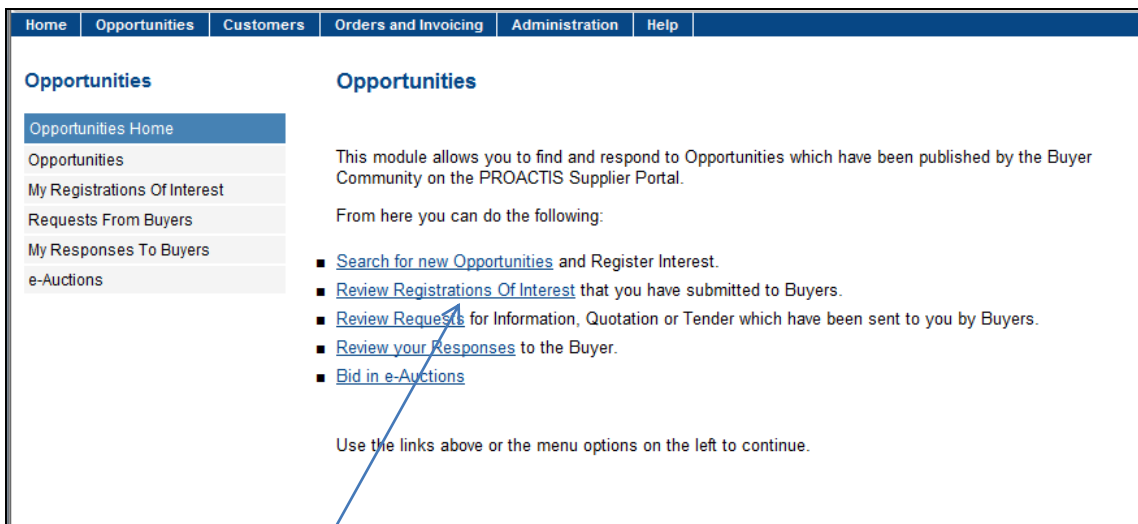 Home Opportunities Customers Orders and Invoicing Administration Help
Opportunities
Opportunities Home
Opportunities
My Registrations Of Interest
Requests From Buyers
My Responses To Buyers
e-Auctions
Opportunities
This module allows you to find and respond to Opportunities which have been published by the Buyer
Community on the PROACTIS Supplier Portal.
From here you can do the following:
Search for new Opportunities and Register Interest.
Review Registrations Of Interest that you have submitted to Buyers.
Review Requests for Information, Quotation or Tender which have been sent to you by Buyers.
Review your Responses to the Buyer.
Bid in e-Auctions
Use the links above or the menu options on the left to continue.